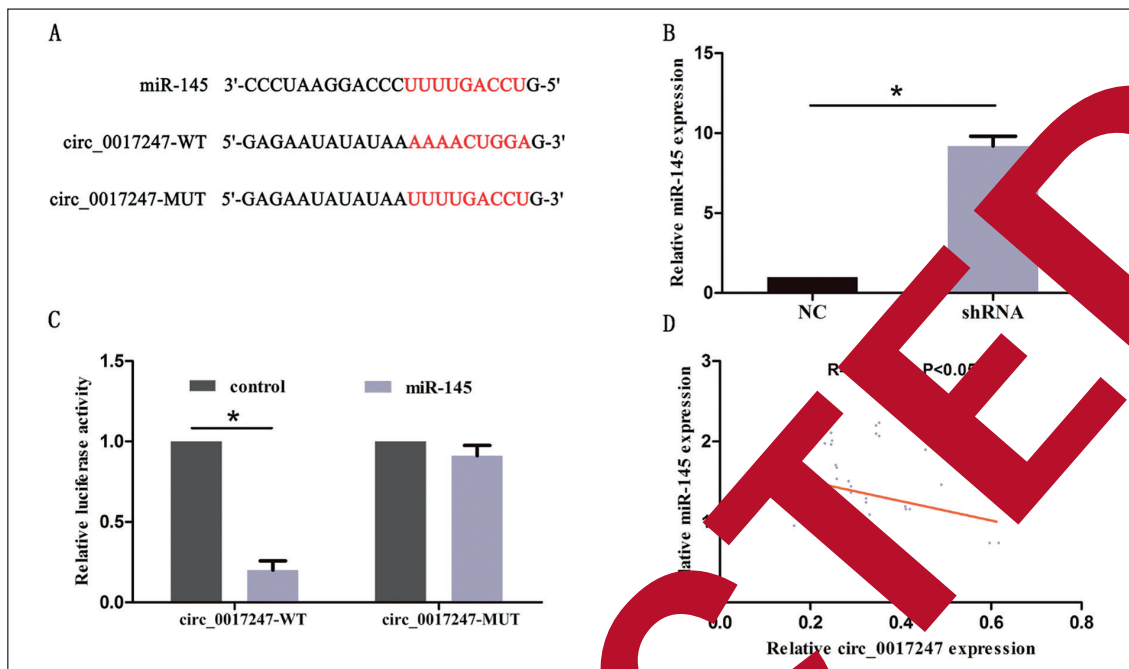 A
miR-145 3'-CCCUAAGGACCCUUUUGACCUG-5'
circ_0017247-WT 5'-GAGAAUAUAUAAAAAACUGGAG-3'
circ_0017247-MUT 5'-GAGAAUAUAUAAUUUUGACCUG-3'
B
Relative miR-145 expression
15
10
5
0
*
NC shRNA
C
Relative luciferase activity
1.5
1.0
0.5
0.0
control miR-145
*
circ_0017247-WT circ_0017247-MUT
D
Relative miR-145 expression
3
2
P<0.05
0.0 0.2 0.4 0.6 0.8
Relative circ_0017247 expression
CTED